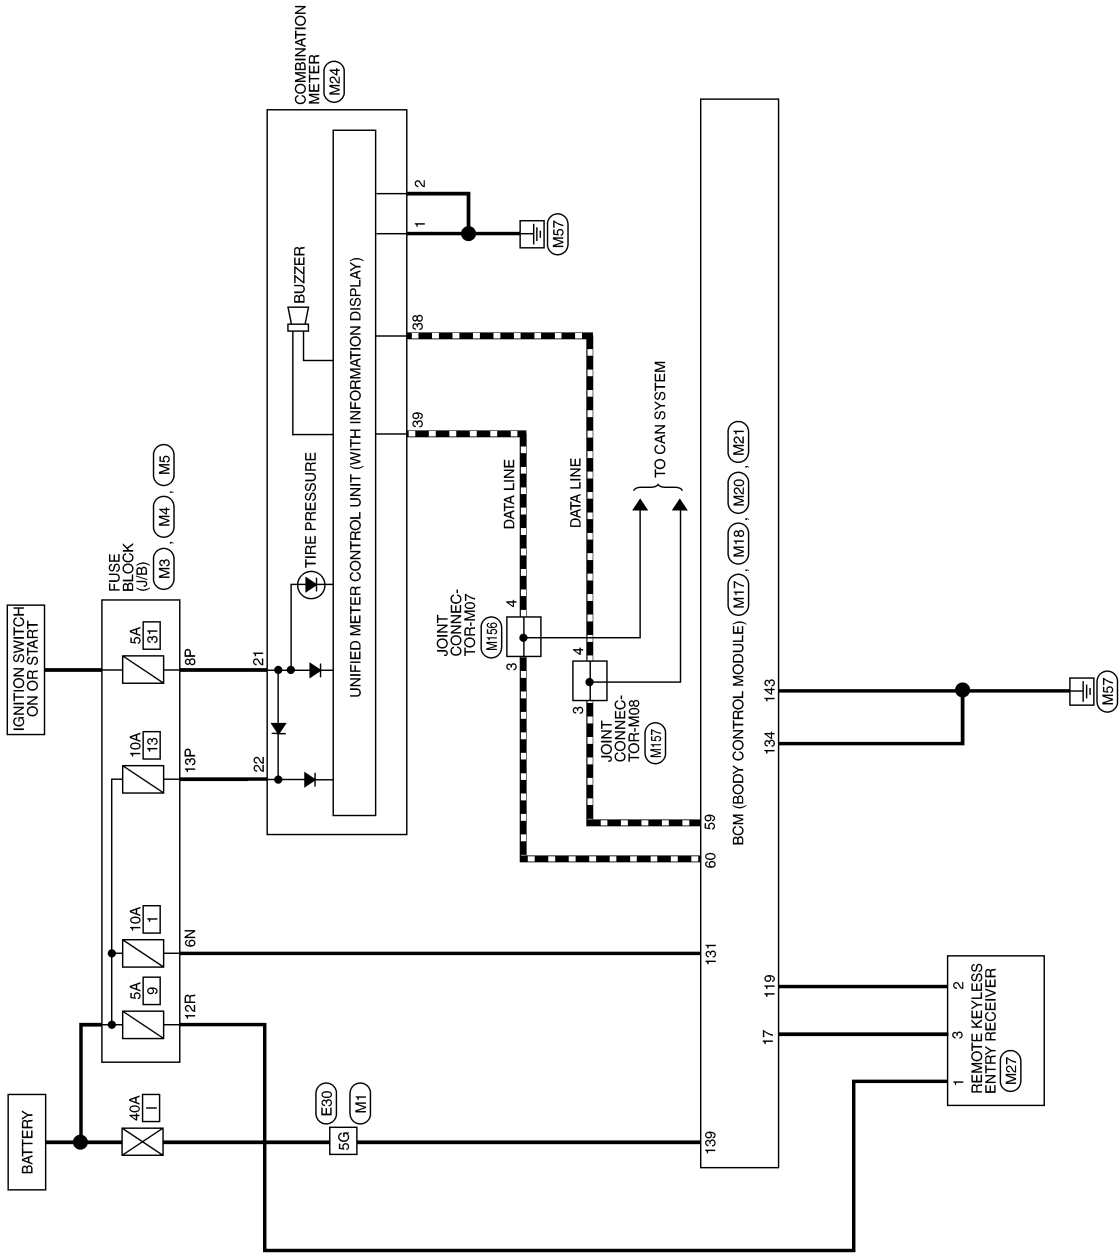 BATTERY
40A
I
E30
M1
5G
139
IGNITION SWITCH
ON OR START
FUSE
BLOCK
(J/B)
M3 , M4 , M5
5A
9
12R
10A
1
6N
10A
13
13P
5A
31
8P
COMBINATION
METER
M24
22
21
TIRE PRESSURE
BUZZER
UNIFIED METER CONTROL UNIT (WITH INFORMATION DISPLAY)
39
38
1
2
M57
DATA LINE
DATA LINE
JOINT
CONNEC-
TOR-M07
M156
3
4
JOINT
CONNEC-
TOR-M08
M157
3
4
TO CAN SYSTEM
131
60
59
BCM (BODY CONTROL MODULE) M17 , M18 , M20 , M21
17
119
134
143
M57
1
3
2
REMOTE KEYLESS
ENTRY RECEIVER
M27